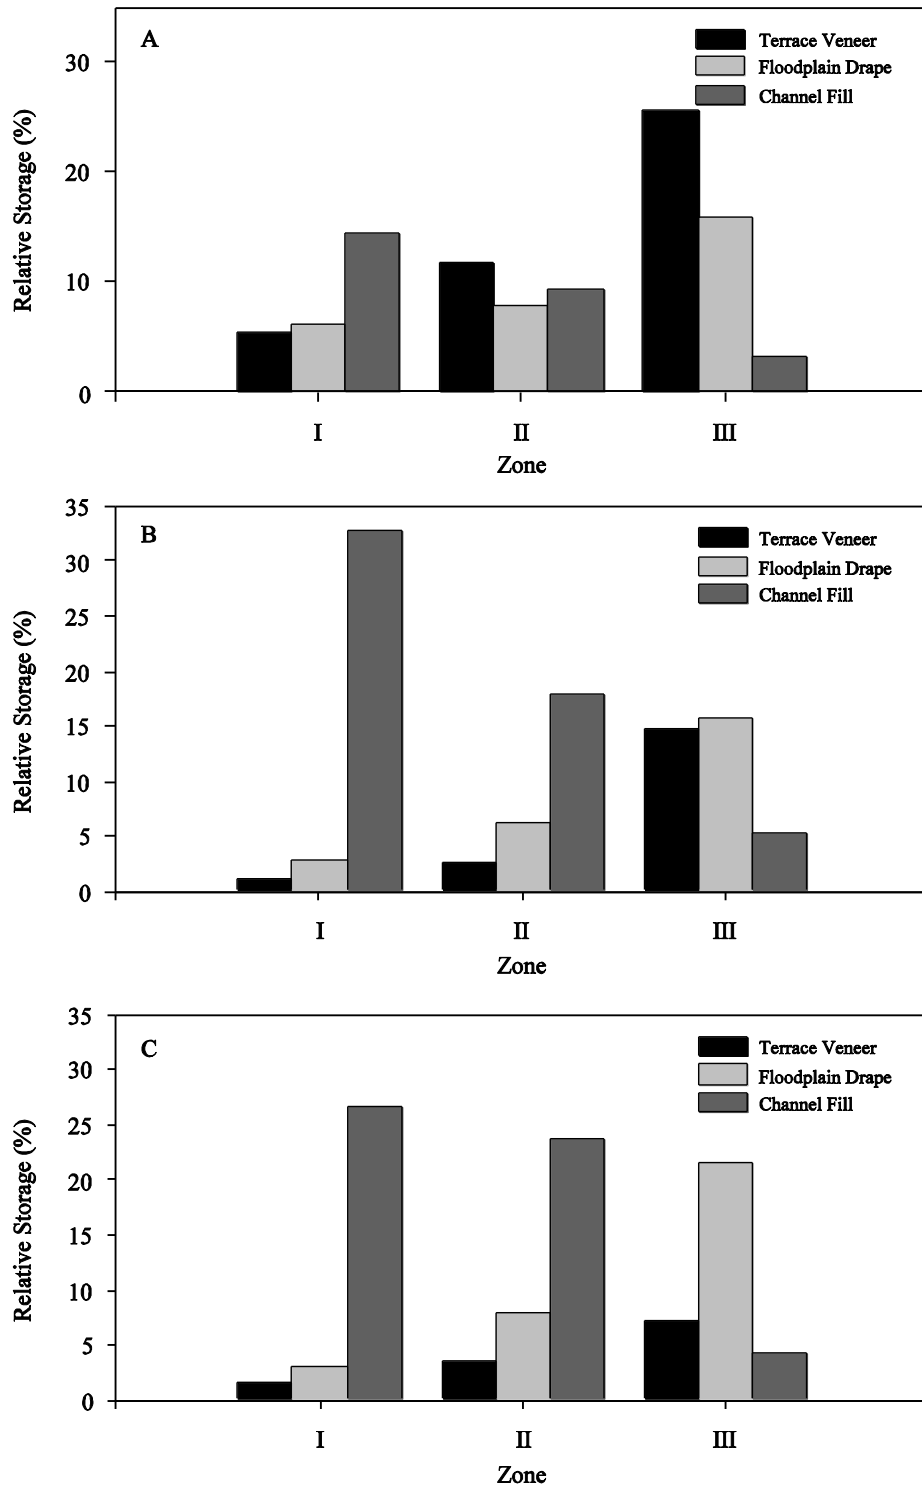 A
Terrace Veneer
Floodplain Drape
Channel Fill
Relative Storage (%)
30
20
10
0
I II III
Zone
B
Terrace Veneer
Floodplain Drape
Channel Fill
Relative Storage (%)
35
30
25
20
15
10
5
0
I II III
Zone
C
Terrace Veneer
Floodplain Drape
Channel Fill
Relative Storage (%)
35
30
25
20
15
10
5
0
I II III
Zone